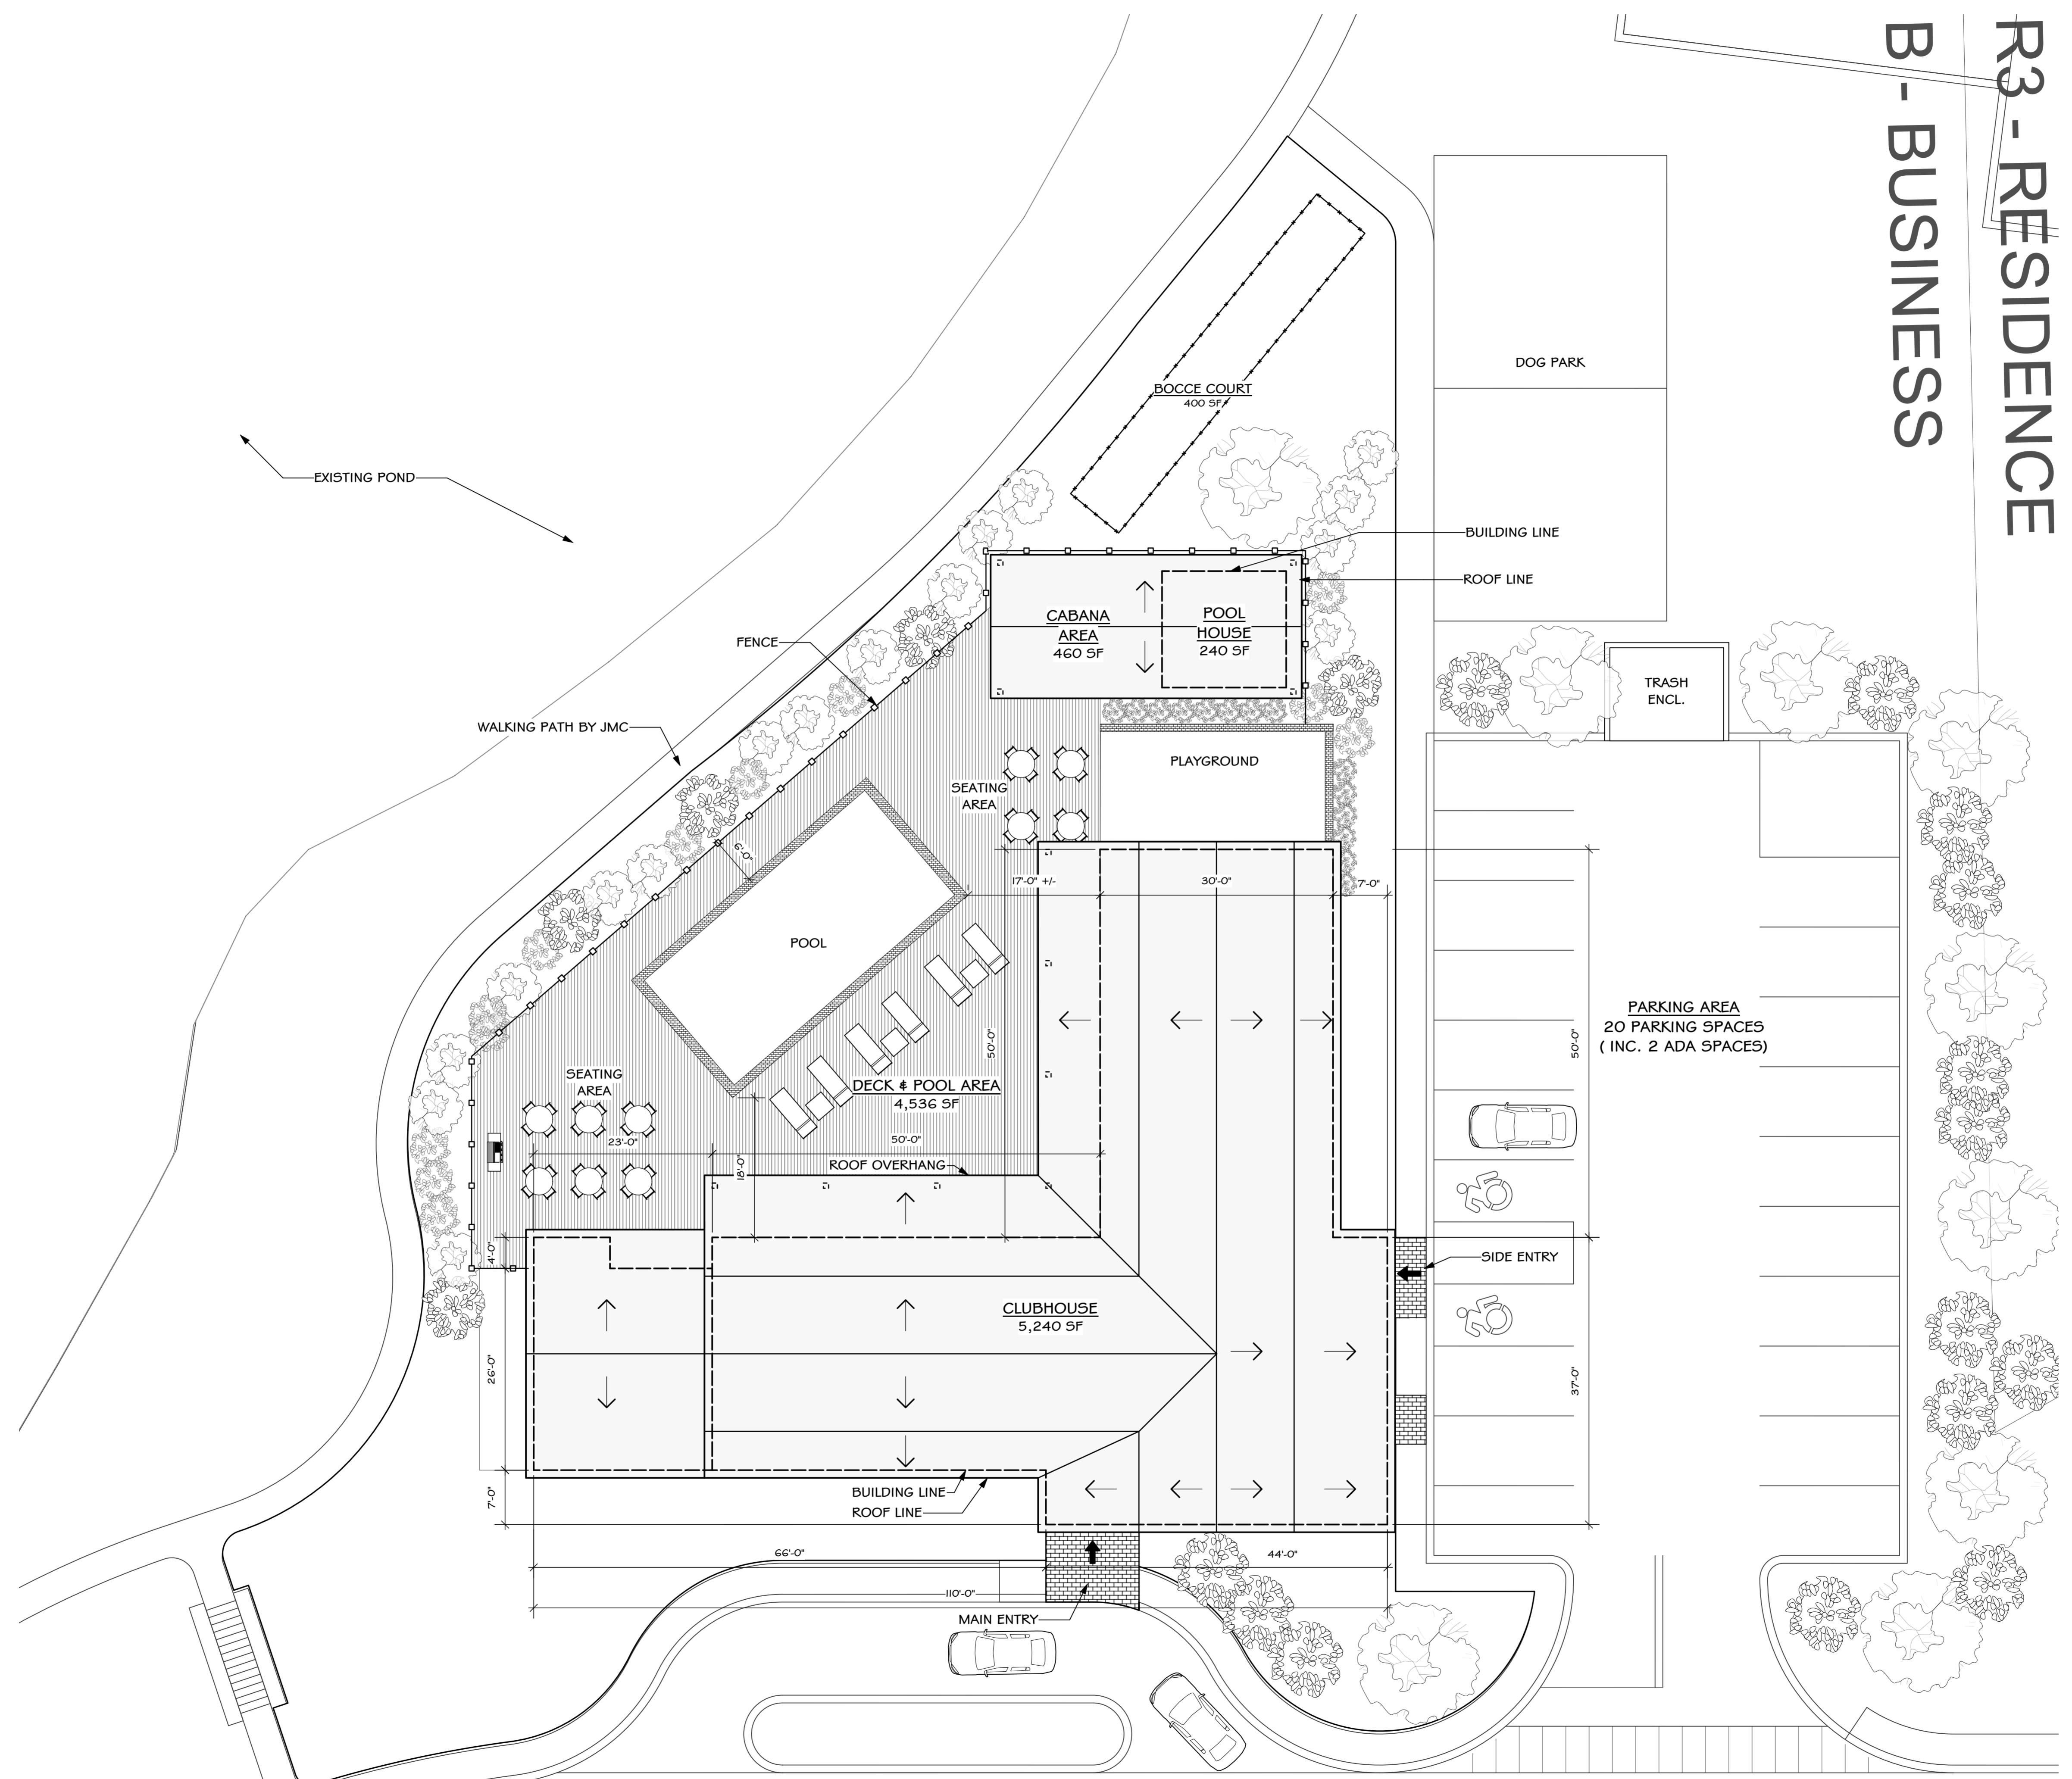 R3 - RESIDENCE
B - BUSINESS
DOG PARK
BOCCE COURT
400 SF
EXISTING POND
BUILDING LINE
ROOF LINE
CABANA
AREA
460 SF
POOL
HOUSE
240 SF
FENCE
TRASH
ENCL.
WALKING PATH BY JMC
PLAYGROUND
SEATING
AREA
6'-0"
17'-0" +/-
30'-0"
7'-0"
POOL
PARKING AREA
20 PARKING SPACES
( INC. 2 ADA SPACES)
50'-0"
50'-0"
SEATING
AREA
DECK & POOL AREA
4,536 SF
23'-0"
50'-0"
18'-0"
ROOF OVERHANG
4'-0"
SIDE ENTRY
CLUBHOUSE
5,240 SF
26'-0"
37'-0"
7'-0"
BUILDING LINE
ROOF LINE
66'-0"
44'-0"
110'-0"
MAIN ENTRY